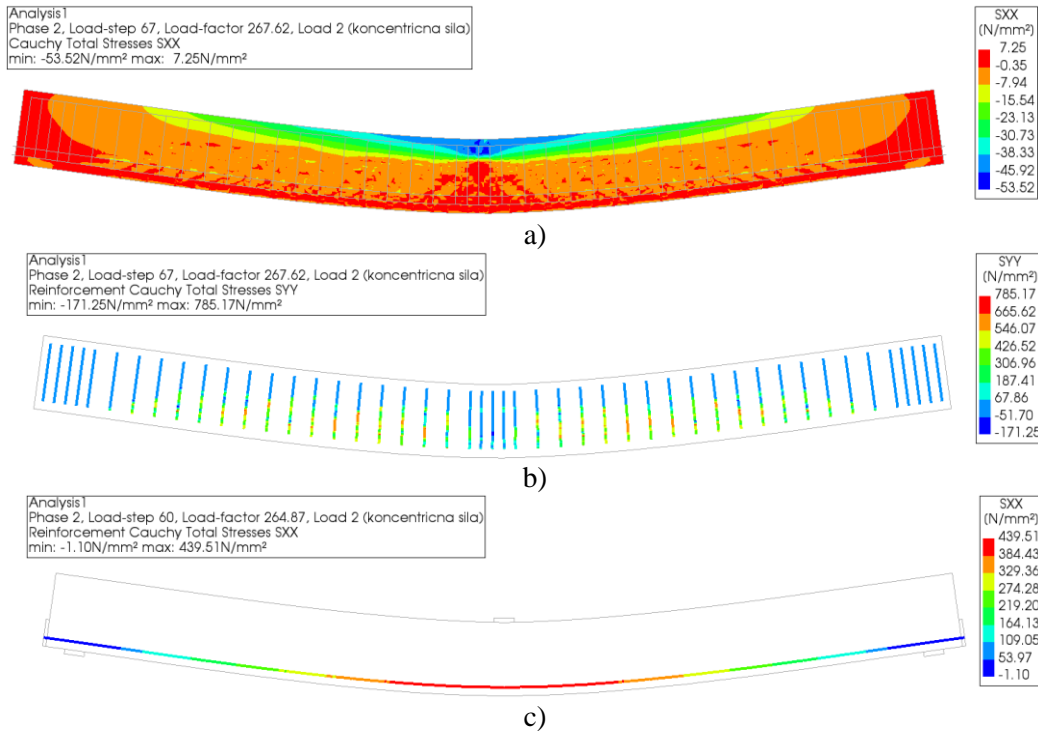 Analysis1
Phase 2, Load-step 67, Load-factor 267.62, Load 2 (koncentricna sila)
Cauchy Total Stresses SXX
min: -53.52N/mm² max: 7.25N/mm²
SXX
(N/mm²)
7.25
-0.35
-7.94
-15.54
-23.13
-30.73
-38.33
-45.92
-53.52
a)
Analysis1
Phase 2, Load-step 67, Load-factor 267.62, Load 2 (koncentricna sila)
Reinforcement Cauchy Total Stresses SYY
min: -171.25N/mm² max: 785.17N/mm²
SYY
(N/mm²)
785.17
665.62
546.07
426.52
306.96
187.41
67.86
-51.70
-171.25
b)
Analysis1
Phase 2, Load-step 60, Load-factor 264.87, Load 2 (koncentricna sila)
Reinforcement Cauchy Total Stresses SXX
min: -1.10N/mm² max: 439.51N/mm²
SXX
(N/mm²)
439.51
384.43
329.36
274.28
219.20
164.13
109.05
53.97
-1.10
c)